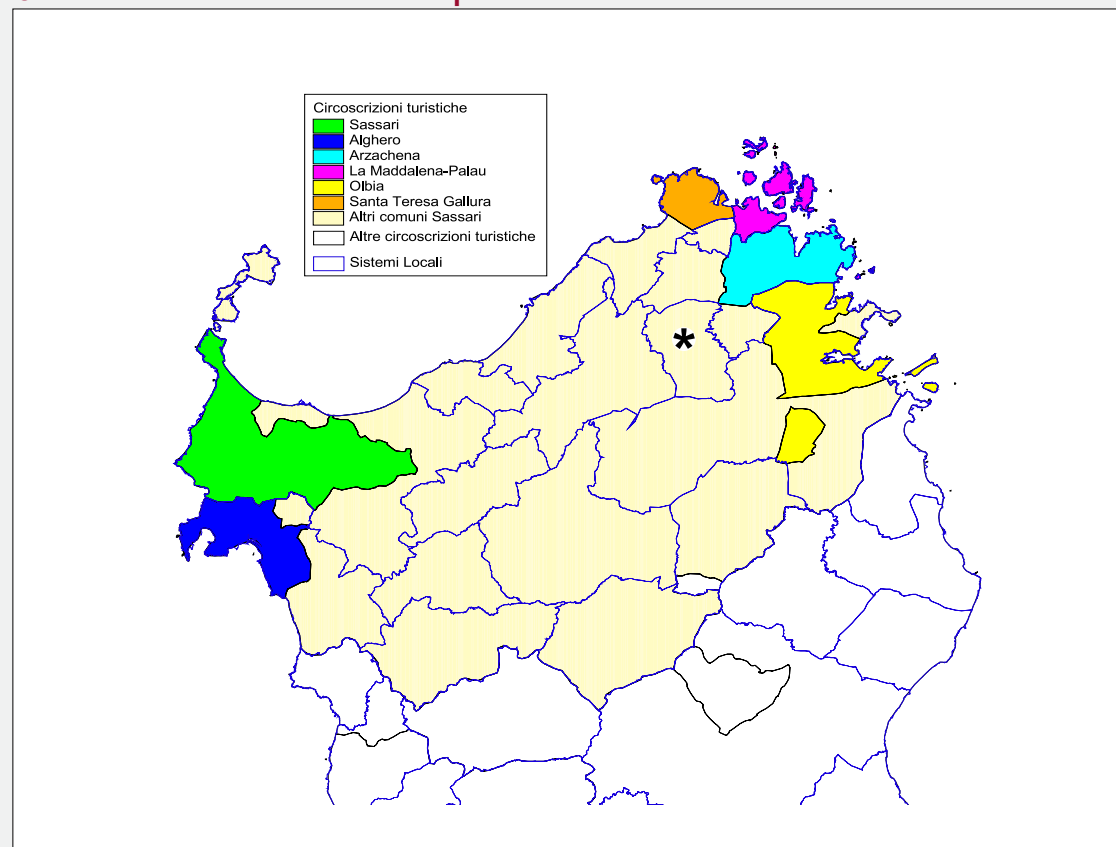 Circoscrizioni turistiche
Sassari
Alghero
Arzachena
La Maddalena-Palau
Olbia
Santa Teresa Gallura
Altri comuni Sassari
Altre circoscrizioni turistiche
Sistemi Locali
*